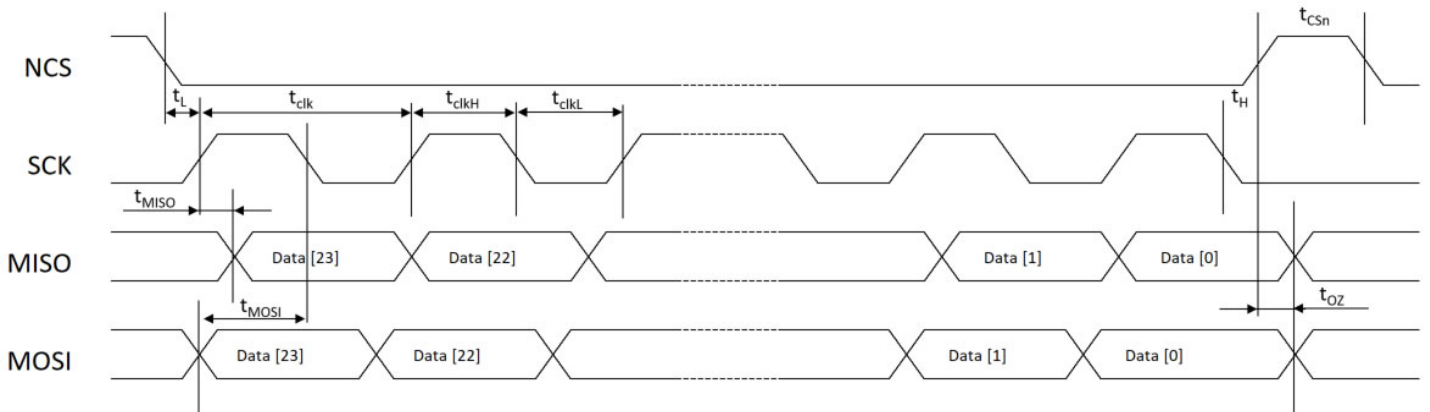 t_CSn
NCS
t_L t_clk t_clkH t_clkL t_H
SCK
t_MISO
MISO Data [23] Data [22] Data [1] Data [0]
t_MOSI t_OZ
MOSI Data [23] Data [22] Data [1] Data [0]